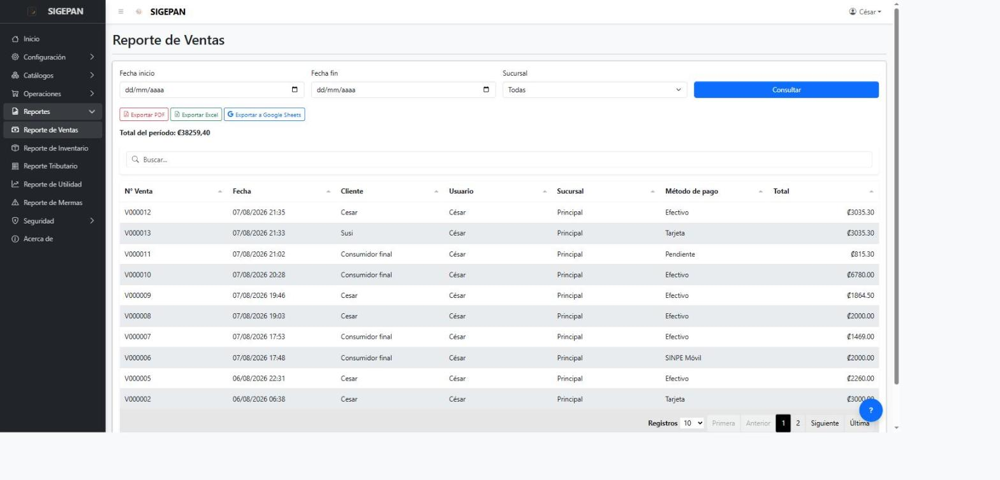 SIGEPAN
SIGEPAN
César
Inicio
Configuración
Catálogos
Operaciones
Reportes
Reporte de Ventas
Reporte de Inventario
Reporte Tributario
Reporte de Utilidad
Reporte de Mermas
Seguridad
Acerca de
Reporte de Ventas
Fecha inicio Fecha fin Sucursal
dd/mm/aaaa dd/mm/aaaa Todas Consultar
Exportar PDF Exportar Excel Exportar a Google Sheets
Total del período: ₡38259,40
Buscar...
N° Venta Fecha Cliente Usuario Sucursal Método de pago Total
V000012 07/08/2026 21:35 Cesar César Principal Efectivo ₡3035.30
V000013 07/08/2026 21:33 Susi César Principal Tarjeta ₡3035.30
V000011 07/08/2026 21:02 Consumidor final César Principal Pendiente ₡815.30
V000010 07/08/2026 20:28 Consumidor final César Principal Efectivo ₡6780.00
V000009 07/08/2026 19:46 Cesar César Principal Efectivo ₡1864.50
V000008 07/08/2026 19:03 Cesar César Principal Efectivo ₡2000.00
V000007 07/08/2026 17:53 Consumidor final César Principal Efectivo ₡1469.00
V000006 07/08/2026 17:48 Consumidor final César Principal SINPE Móvil ₡2000.00
V000005 06/08/2026 22:31 Cesar César Principal Efectivo ₡2260.00
V000002 06/08/2026 06:38 Cesar César Principal Tarjeta ₡3000.00
?
Registros 10 Primera Anterior 1 2 Siguiente Última